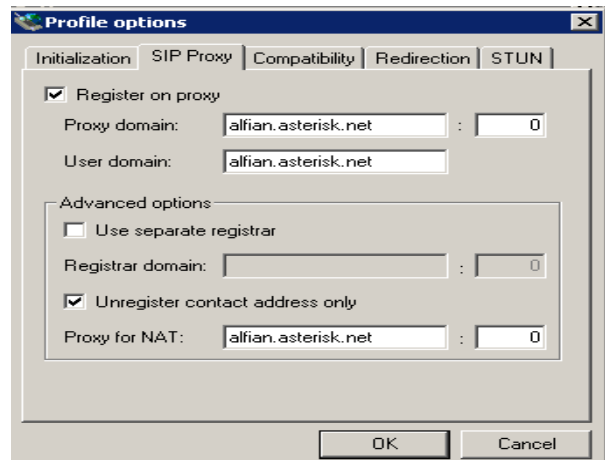 Profile options
Initialization SIP Proxy Compatibility Redirection STUN
Register on proxy
Proxy domain: alfian.asterisk.net : 0
User domain: alfian.asterisk.net
Advanced options
Use separate registrar
Registrar domain: : 0
Unregister contact address only
Proxy for NAT: alfian.asterisk.net : 0
OK Cancel